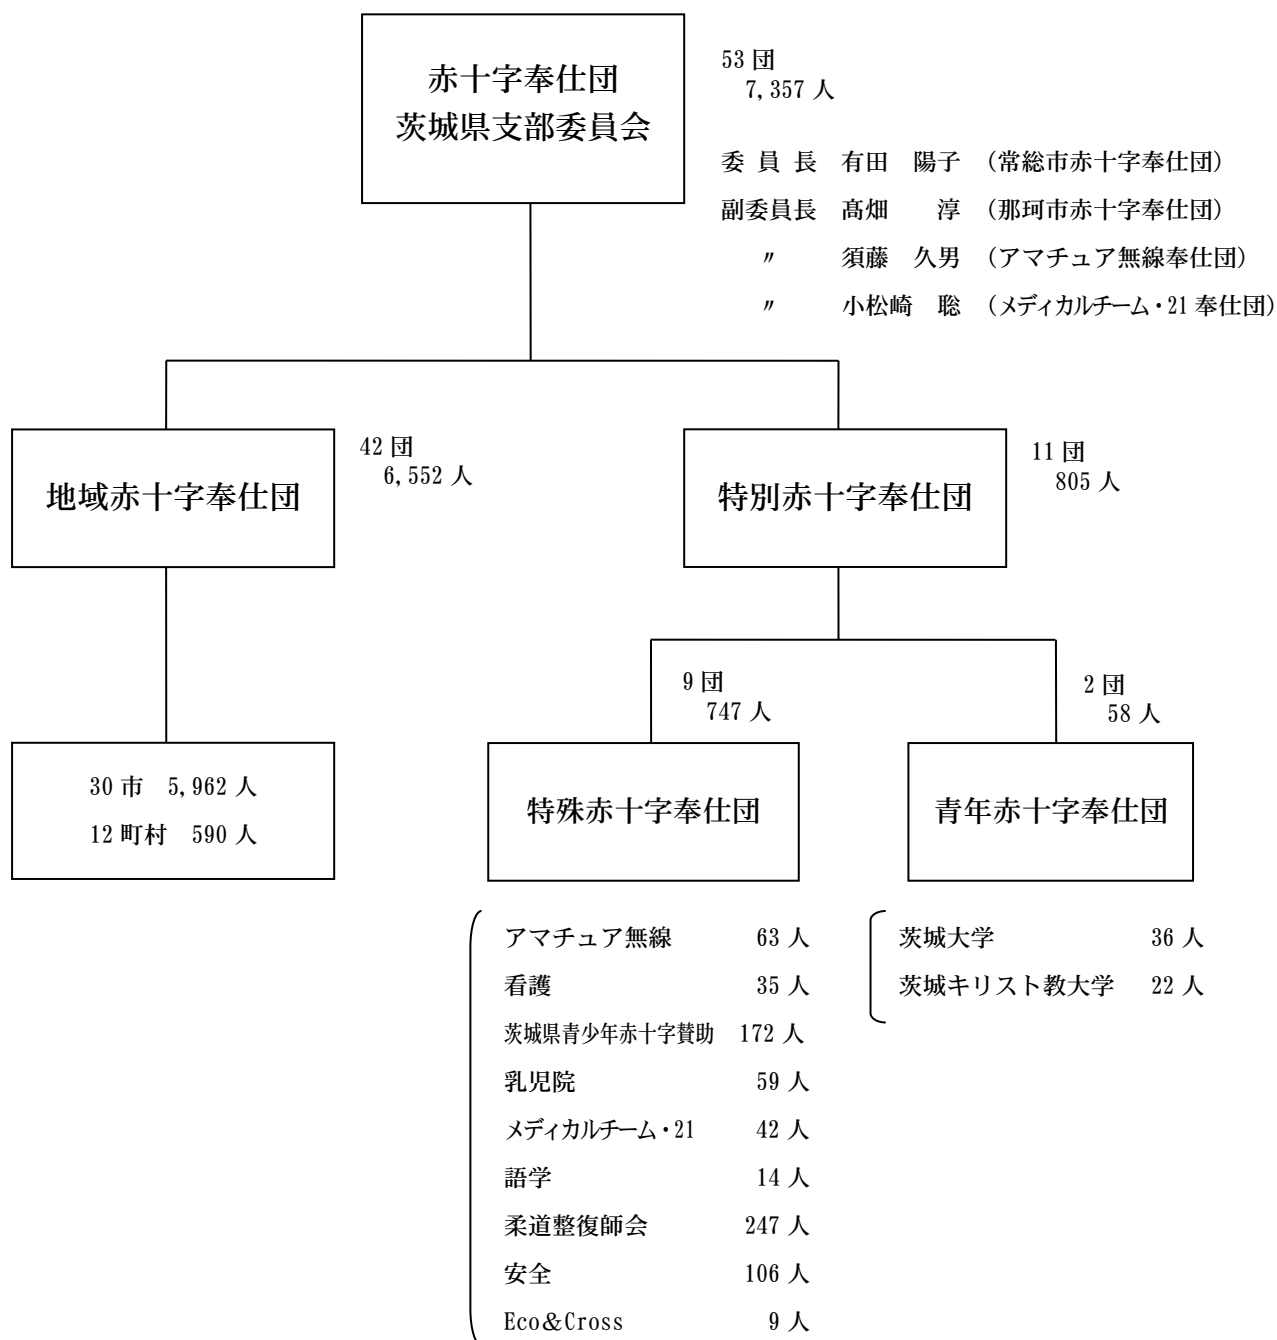 赤十字奉仕団
茨城県支部委員会
53 団
7,357 人
委 員 長　有田　陽子　（常総市赤十字奉仕団）
副委員長　髙畑　　淳　（那珂市赤十字奉仕団）
〃　須藤　久男　（アマチュア無線奉仕団）
〃　小松崎　聡　（メディカルチーム・21 奉仕団）
地域赤十字奉仕団
42 団
6,552 人
特別赤十字奉仕団
11 団
805 人
30 市　5,962 人
12 町村　590 人
9 団
747 人
2 団
58 人
特殊赤十字奉仕団
青年赤十字奉仕団
アマチュア無線　63 人
看護　35 人
茨城県青少年赤十字賛助　172 人
乳児院　59 人
メディカルチーム・21　42 人
語学　14 人
柔道整復師会　247 人
安全　106 人
Eco＆Cross　9 人
茨城大学　36 人
茨城キリスト教大学　22 人